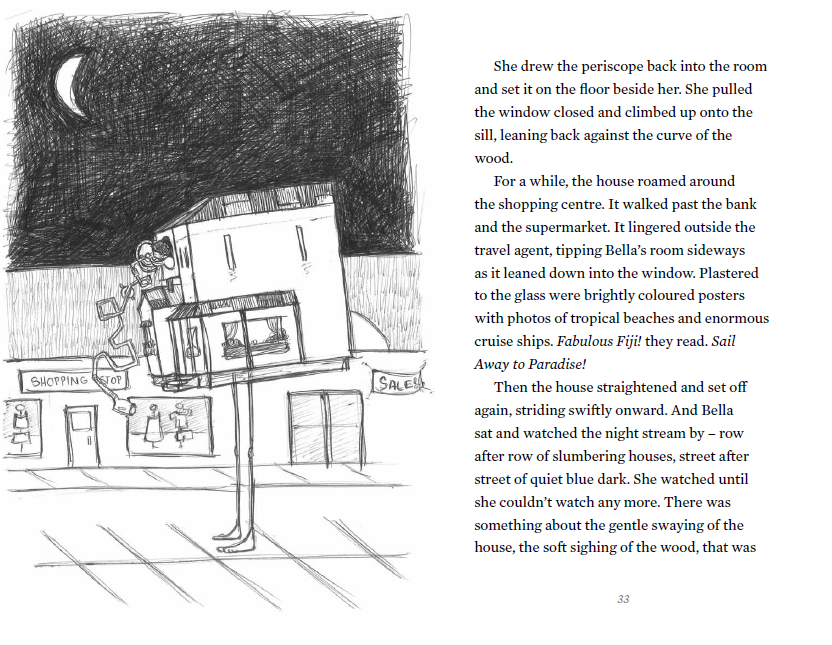 SHOPPING STOP
SALES
She drew the periscope back into the room
and set it on the floor beside her. She pulled
the window closed and climbed up onto the
sill, leaning back against the curve of the
wood.
For a while, the house roamed around
the shopping centre. It walked past the bank
and the supermarket. It lingered outside the
travel agent, tipping Bella’s room sideways
as it leaned down into the window. Plastered
to the glass were brightly coloured posters
with photos of tropical beaches and enormous
cruise ships. Fabulous Fiji! they read. Sail
Away to Paradise!
Then the house straightened and set off
again, striding swiftly onward. And Bella
sat and watched the night stream by – row
after row of slumbering houses, street after
street of quiet blue dark. She watched until
she couldn’t watch any more. There was
something about the gentle swaying of the
house, the soft sighing of the wood, that was
33